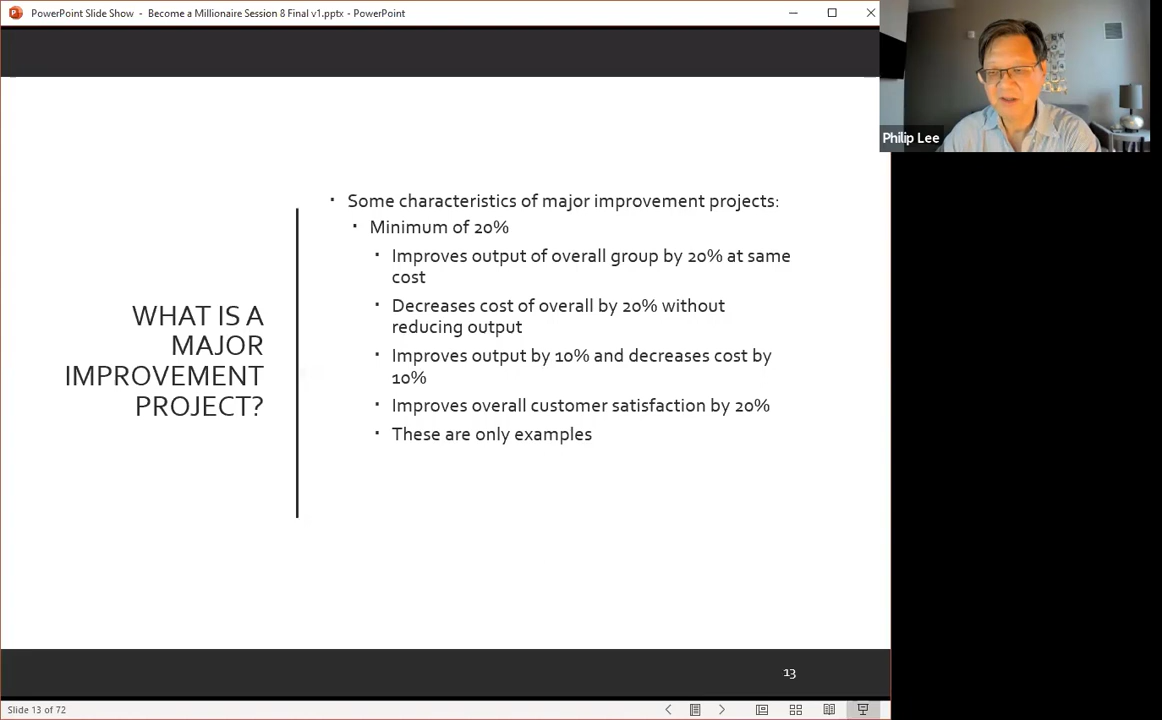 PowerPoint Slide Show - Become a Millionaire Session 8 Final v1.pptx - PowerPoint
Philip Lee
WHAT IS A
MAJOR
IMPROVEMENT
PROJECT?
▪ Some characteristics of major improvement projects:
▪ Minimum of 20%
▪ Improves output of overall group by 20% at same
cost
▪ Decreases cost of overall by 20% without
reducing output
▪ Improves output by 10% and decreases cost by
10%
▪ Improves overall customer satisfaction by 20%
▪ These are only examples
13
Slide 13 of 72